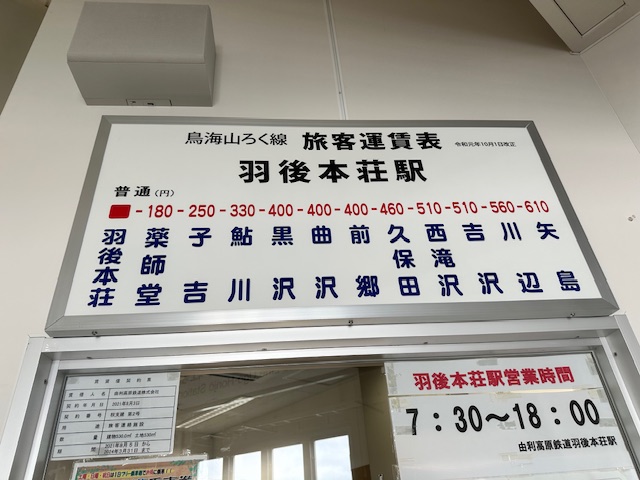 鳥海山ろく線 旅客運賃表 令和元年10月1日改正
羽後本荘駅
普通(円)
-180-250-330-400-400-400-460-510-510-560-610
羽後本荘 薬師堂 子吉 鮎川 黒沢 曲沢 前郷 久保田 西滝沢 吉沢 川辺 矢島
羽後本荘駅営業時間
7:30〜18:00
由利高原鉄道羽後本荘駅